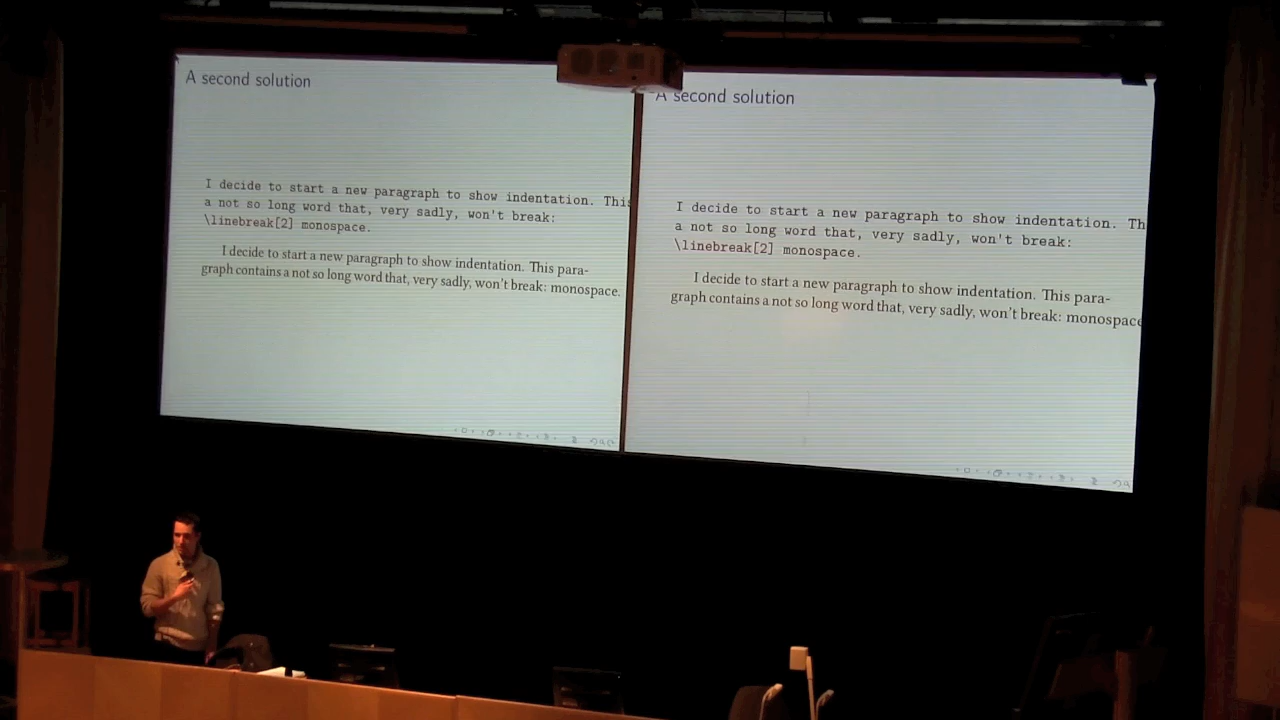 A second solution
I decide to start a new paragraph to show indentation. This
a not so long word that, very sadly, won't break:
\linebreak[2] monospace.
I decide to start a new paragraph to show indentation. This para-
graph contains a not so long word that, very sadly, won't break: monospace.
A second solution
I decide to start a new paragraph to show indentation. Th
a not so long word that, very sadly, won't break:
\linebreak[2] monospace.
I decide to start a new paragraph to show indentation. This para-
graph contains a not so long word that, very sadly, won't break: monospace